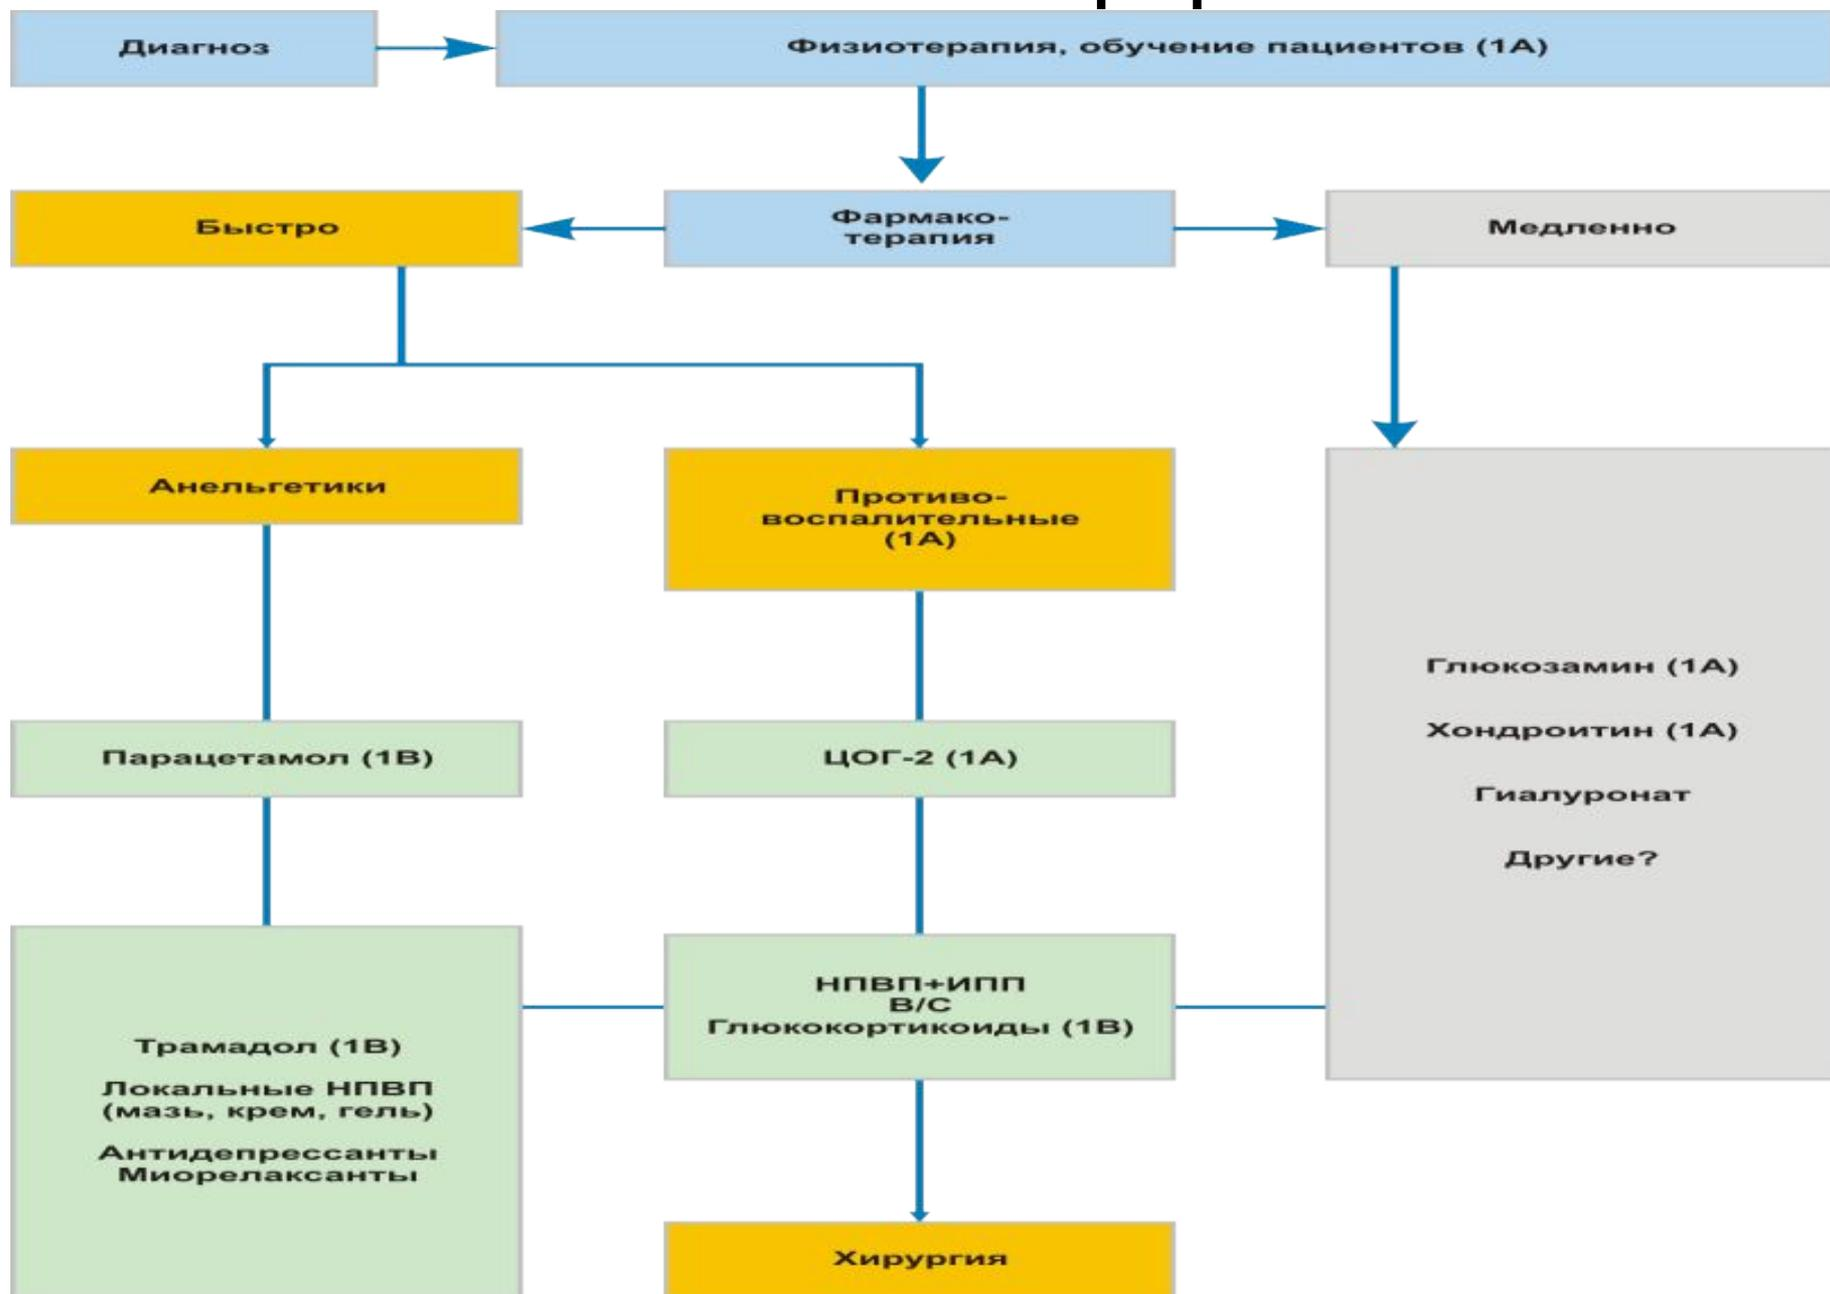 Диагноз
Физиотерапия, обучение пациентов (1А)
Быстро
Фармако-
терапия
Медленно
Анельгетики
Противо-
воспалительные
(1А)
Парацетамол (1В)
ЦОГ-2 (1А)
Глюкозамин (1А)
Хондроитин (1А)
Гиалуронат
Другие?
Трамадол (1В)
Локальные НПВП
(мазь, крем, гель)
Антидепрессанты
Миорелаксанты
НПВП+ИПП
В/С
Глюкокортикоиды (1В)
Хирургия